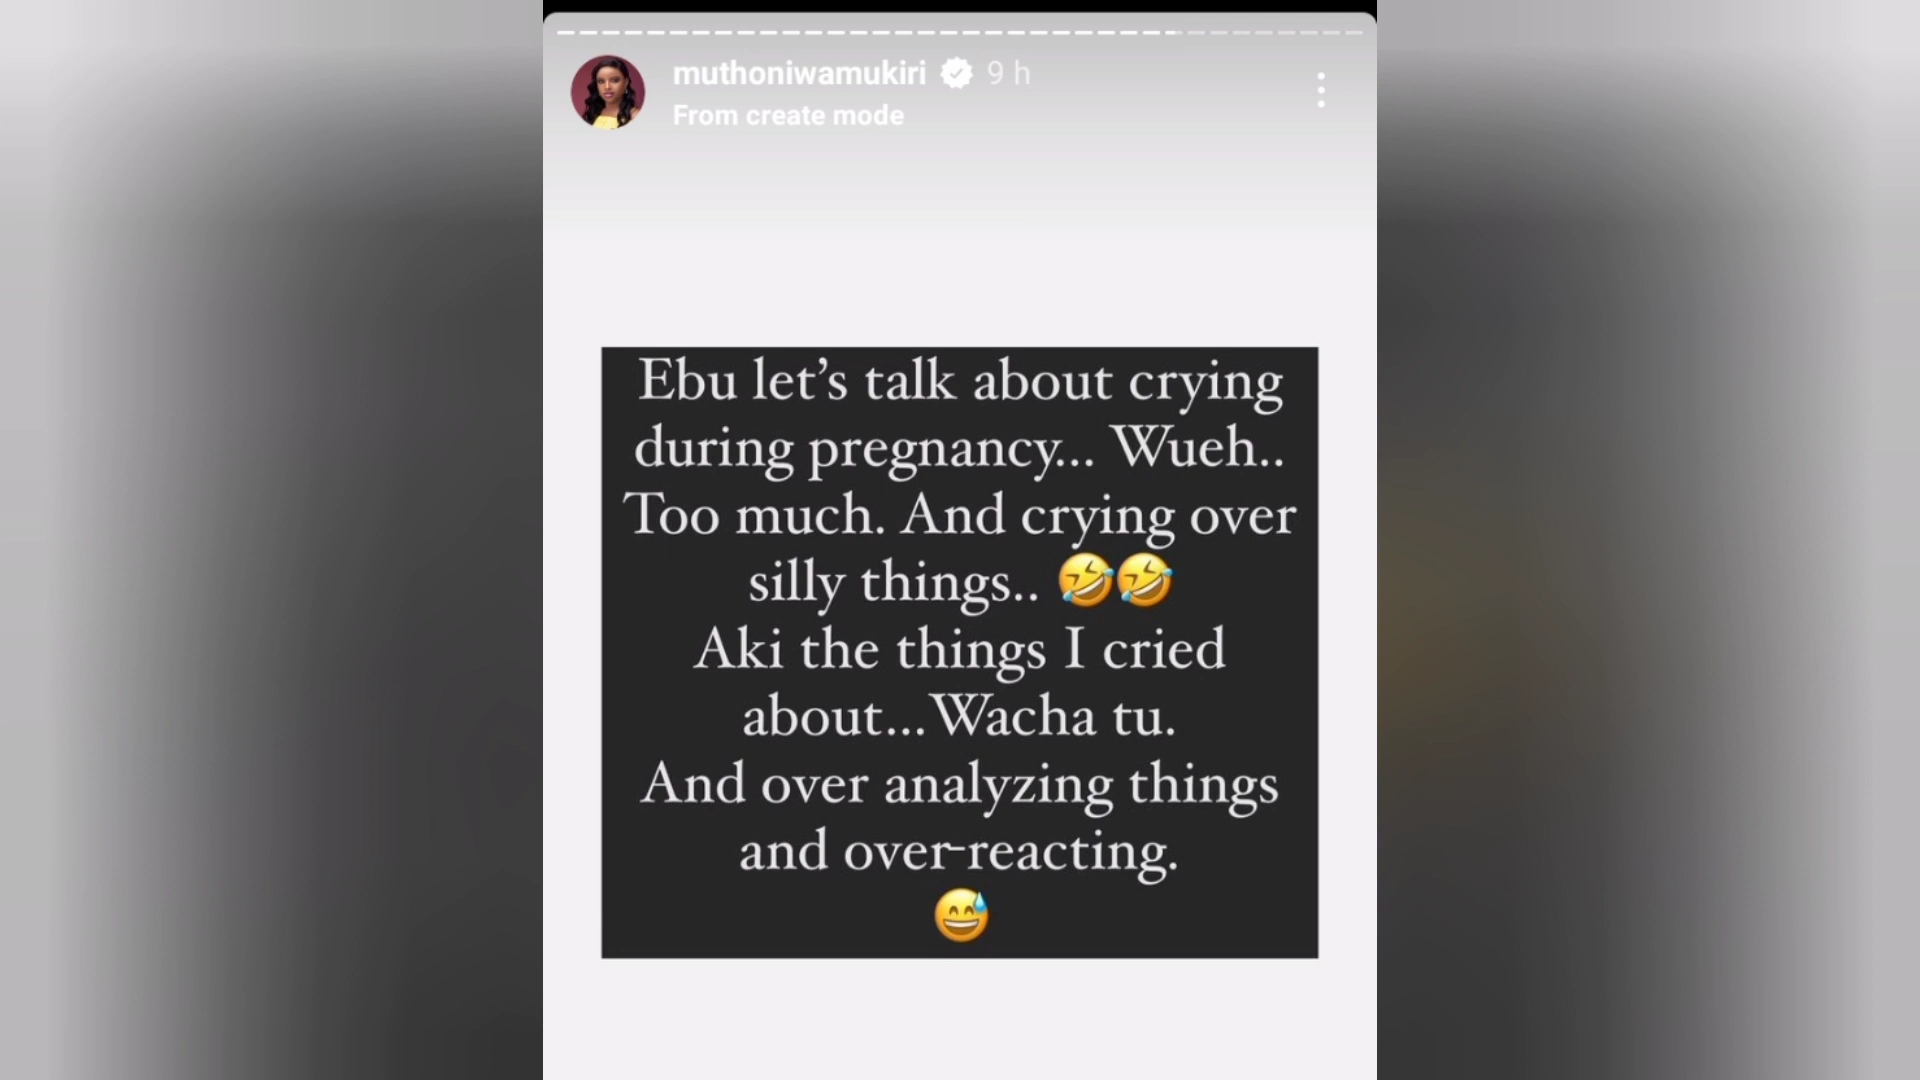 muthoniwamukiri 9 h
From create mode
Ebu let’s talk about crying
during pregnancy... Wueh..
Too much. And crying over
silly things.. 🤣🤣
Aki the things I cried
about...Wacha tu.
And over analyzing things
and over-reacting.
😅